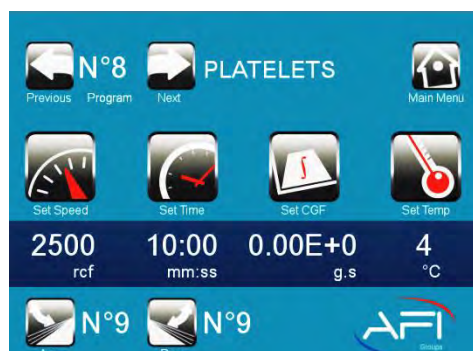 N°8 PLATELETS
Previous Program Next Main Menu
Set Speed Set Time Set CGF Set Temp
2500 10:00 0.00E+0 4
rcf mm:ss g.s °C
N°9 N°9
AFI
Groupe